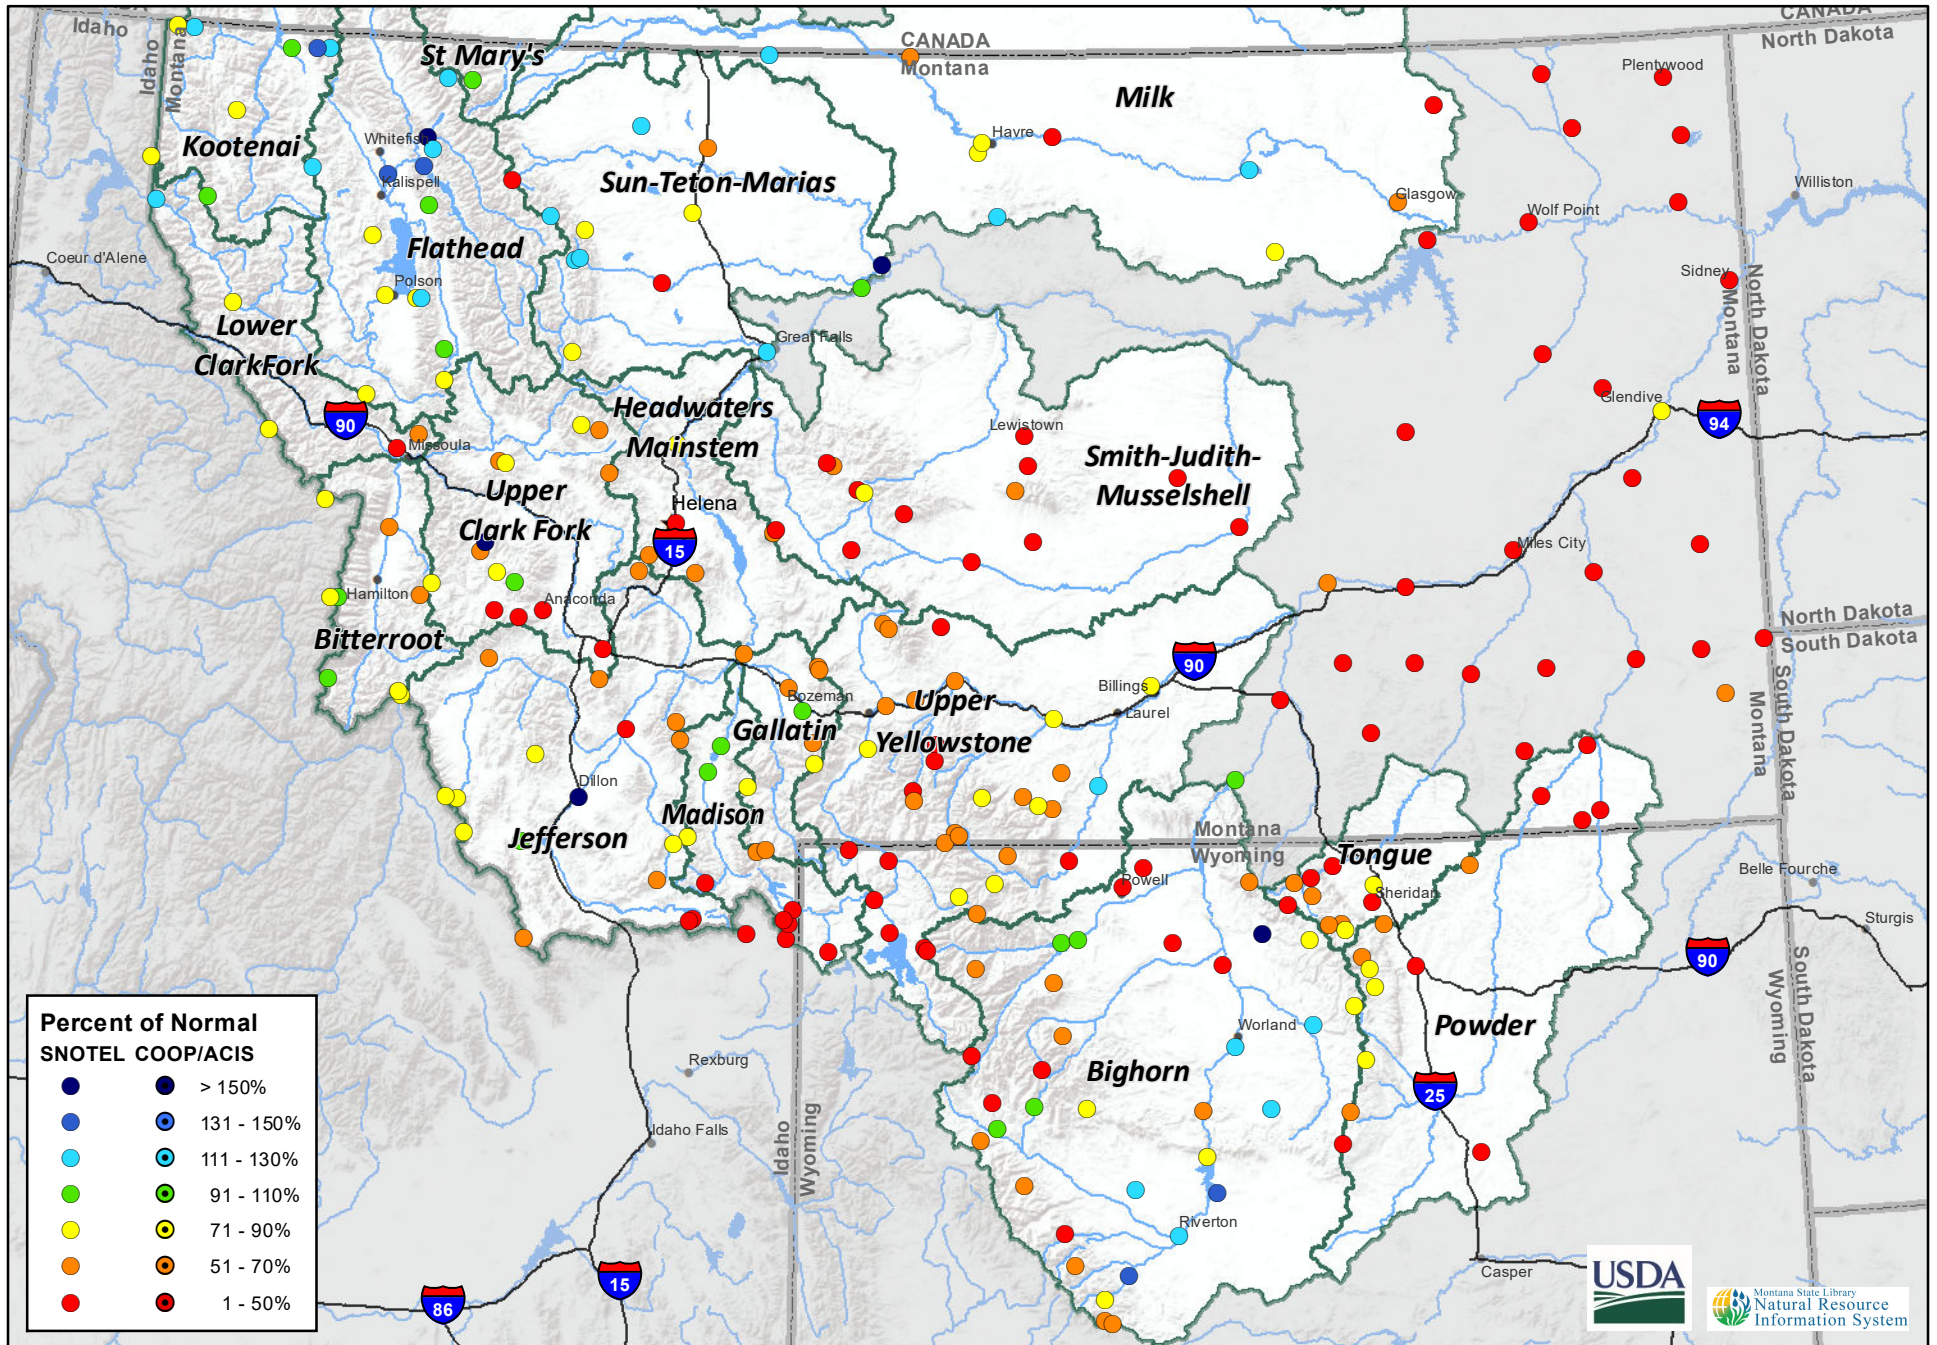 CANADA
Idaho
Idaho
Montana
St Mary's
CANADA
Montana
Milk
CANADA
North Dakota
Plentywood
Kootenai
Whitefish
Kalispell
Sun-Teton-Marias
Havre
Glasgow
Wolf Point
Williston
Coeur d'Alene
Flathead
Polson
Sidney
Montana
North Dakota
Lower
ClarkFork
Great Falls
Glendive
94
90
Missoula
Headwaters
Mainstem
Lewistown
Smith-Judith-
Musselshell
Upper
Clark Fork
Helena
15
Miles City
Hamilton
Anaconda
Bitterroot
North Dakota
South Dakota
90
Billings
Laurel
Bozeman
Gallatin
Upper
Yellowstone
Montana
South Dakota
Dillon
Madison
Jefferson
Montana
Wyoming
Tongue
Powell
Sheridan
Belle Fourche
Sturgis
90
South Dakota
Wyoming
Worland
Powder
Bighorn
25
Rexburg
Idaho Falls
Idaho
Wyoming
Riverton
Casper
15
86
Percent of Normal
SNOTEL COOP/ACIS
> 150%
131 - 150%
111 - 130%
91 - 110%
71 - 90%
51 - 70%
1 - 50%
USDA
Montana State Library
Natural Resource
Information System